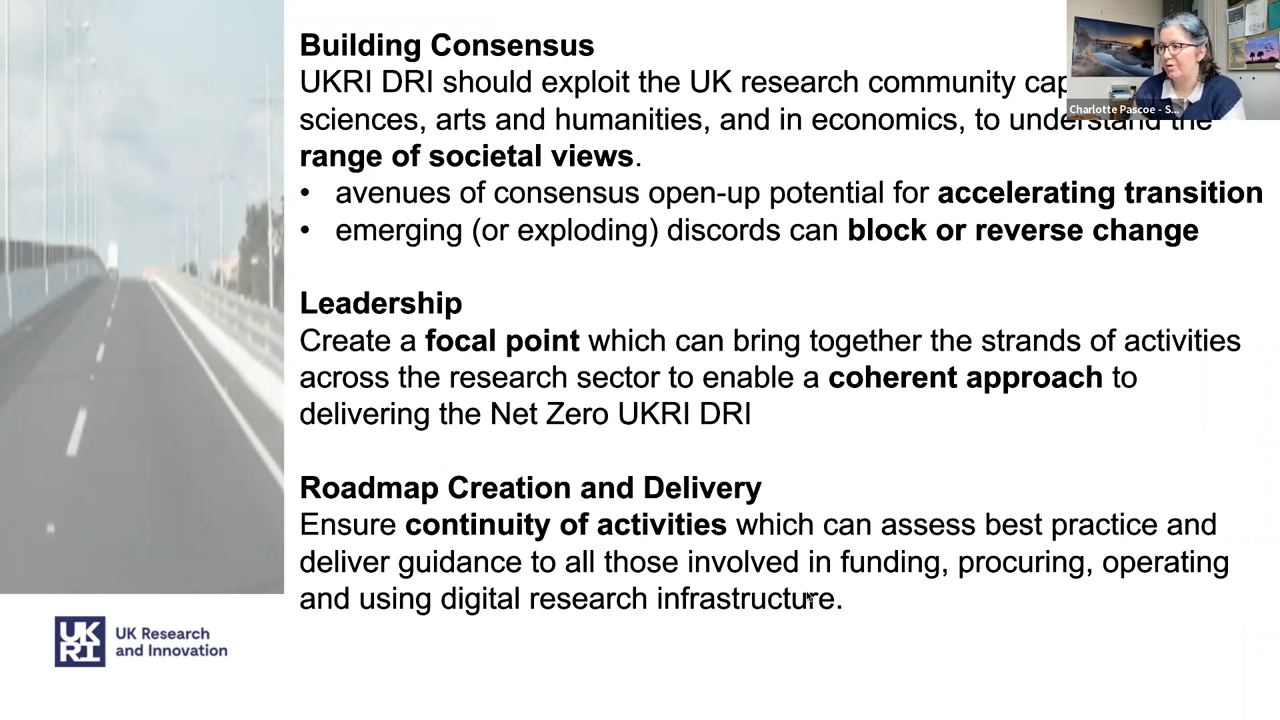 Building Consensus
UKRI DRI should exploit the UK research community
sciences, arts and humanities, and in economics, to understand the
range of societal views.
• avenues of consensus open-up potential for accelerating transition
• emerging (or exploding) discords can block or reverse change
Leadership
Create a focal point which can bring together the strands of activities
across the research sector to enable a coherent approach to
delivering the Net Zero UKRI DRI
Roadmap Creation and Delivery
Ensure continuity of activities which can assess best practice and
deliver guidance to all those involved in funding, procuring, operating
and using digital research infrastructure.
Charlotte Pascoe - S...
UKRI
UK Research
and Innovation